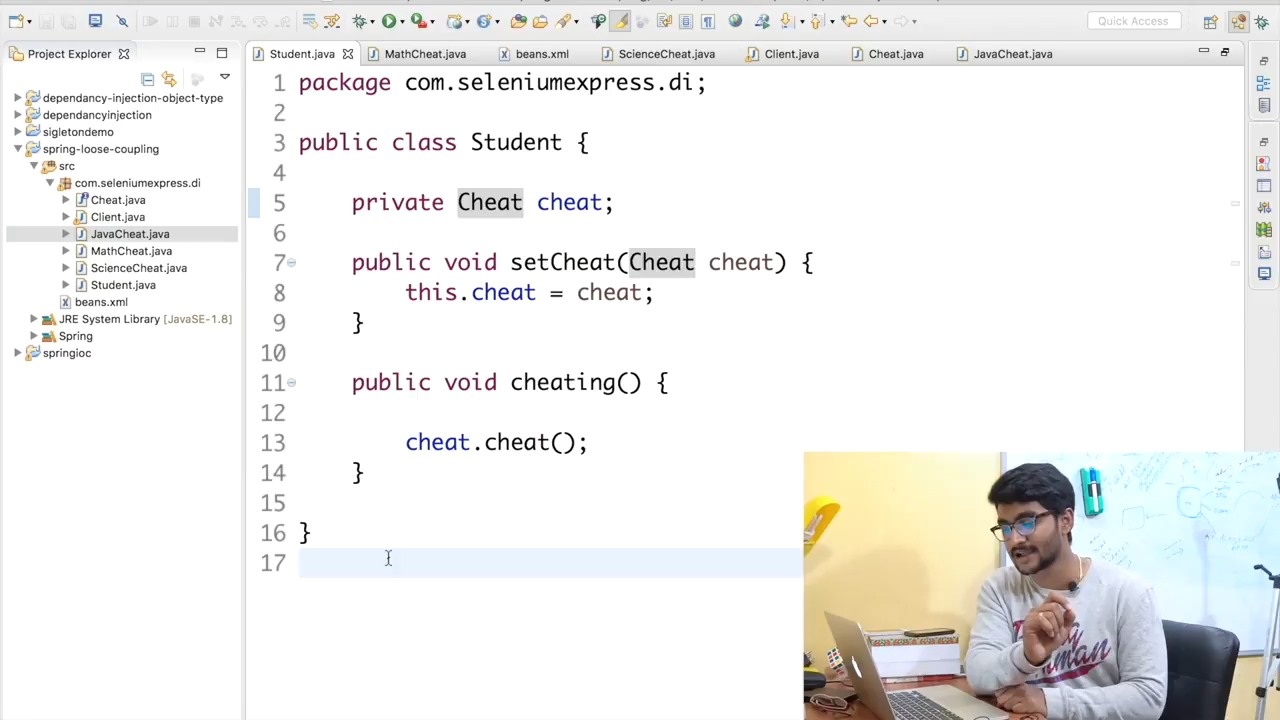 Quick Access
Project Explorer
Student.java
MathCheat.java
beans.xml
ScienceCheat.java
Client.java
Cheat.java
JavaCheat.java
dependancy-injection-object-type
dependancyinjection
sigletondemo
spring-loose-coupling
src
com.seleniumexpress.di
Cheat.java
Client.java
JavaCheat.java
MathCheat.java
ScienceCheat.java
Student.java
beans.xml
JRE System Library [JavaSE-1.8]
Spring
springioc
1 package com.seleniumexpress.di;
2
3 public class Student {
4
5 private Cheat cheat;
6
7 public void setCheat(Cheat cheat) {
8 this.cheat = cheat;
9 }
10
11 public void cheating() {
12
13 cheat.cheat();
14 }
15
16 }
17